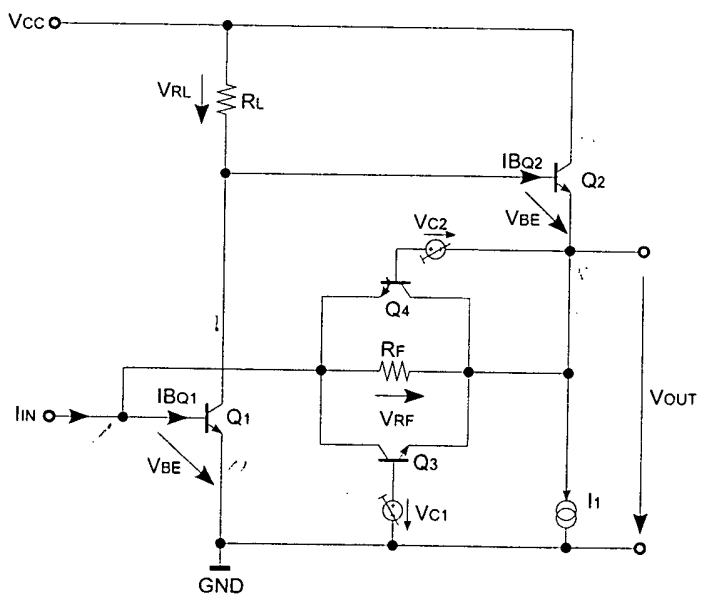 VCC
VRL
RL
IBQ2
Q2
VBE
VC2
Q4
RF
VRF
IIN
IBQ1
Q1
VBE
Q3
VC1
I1
VOUT
GND